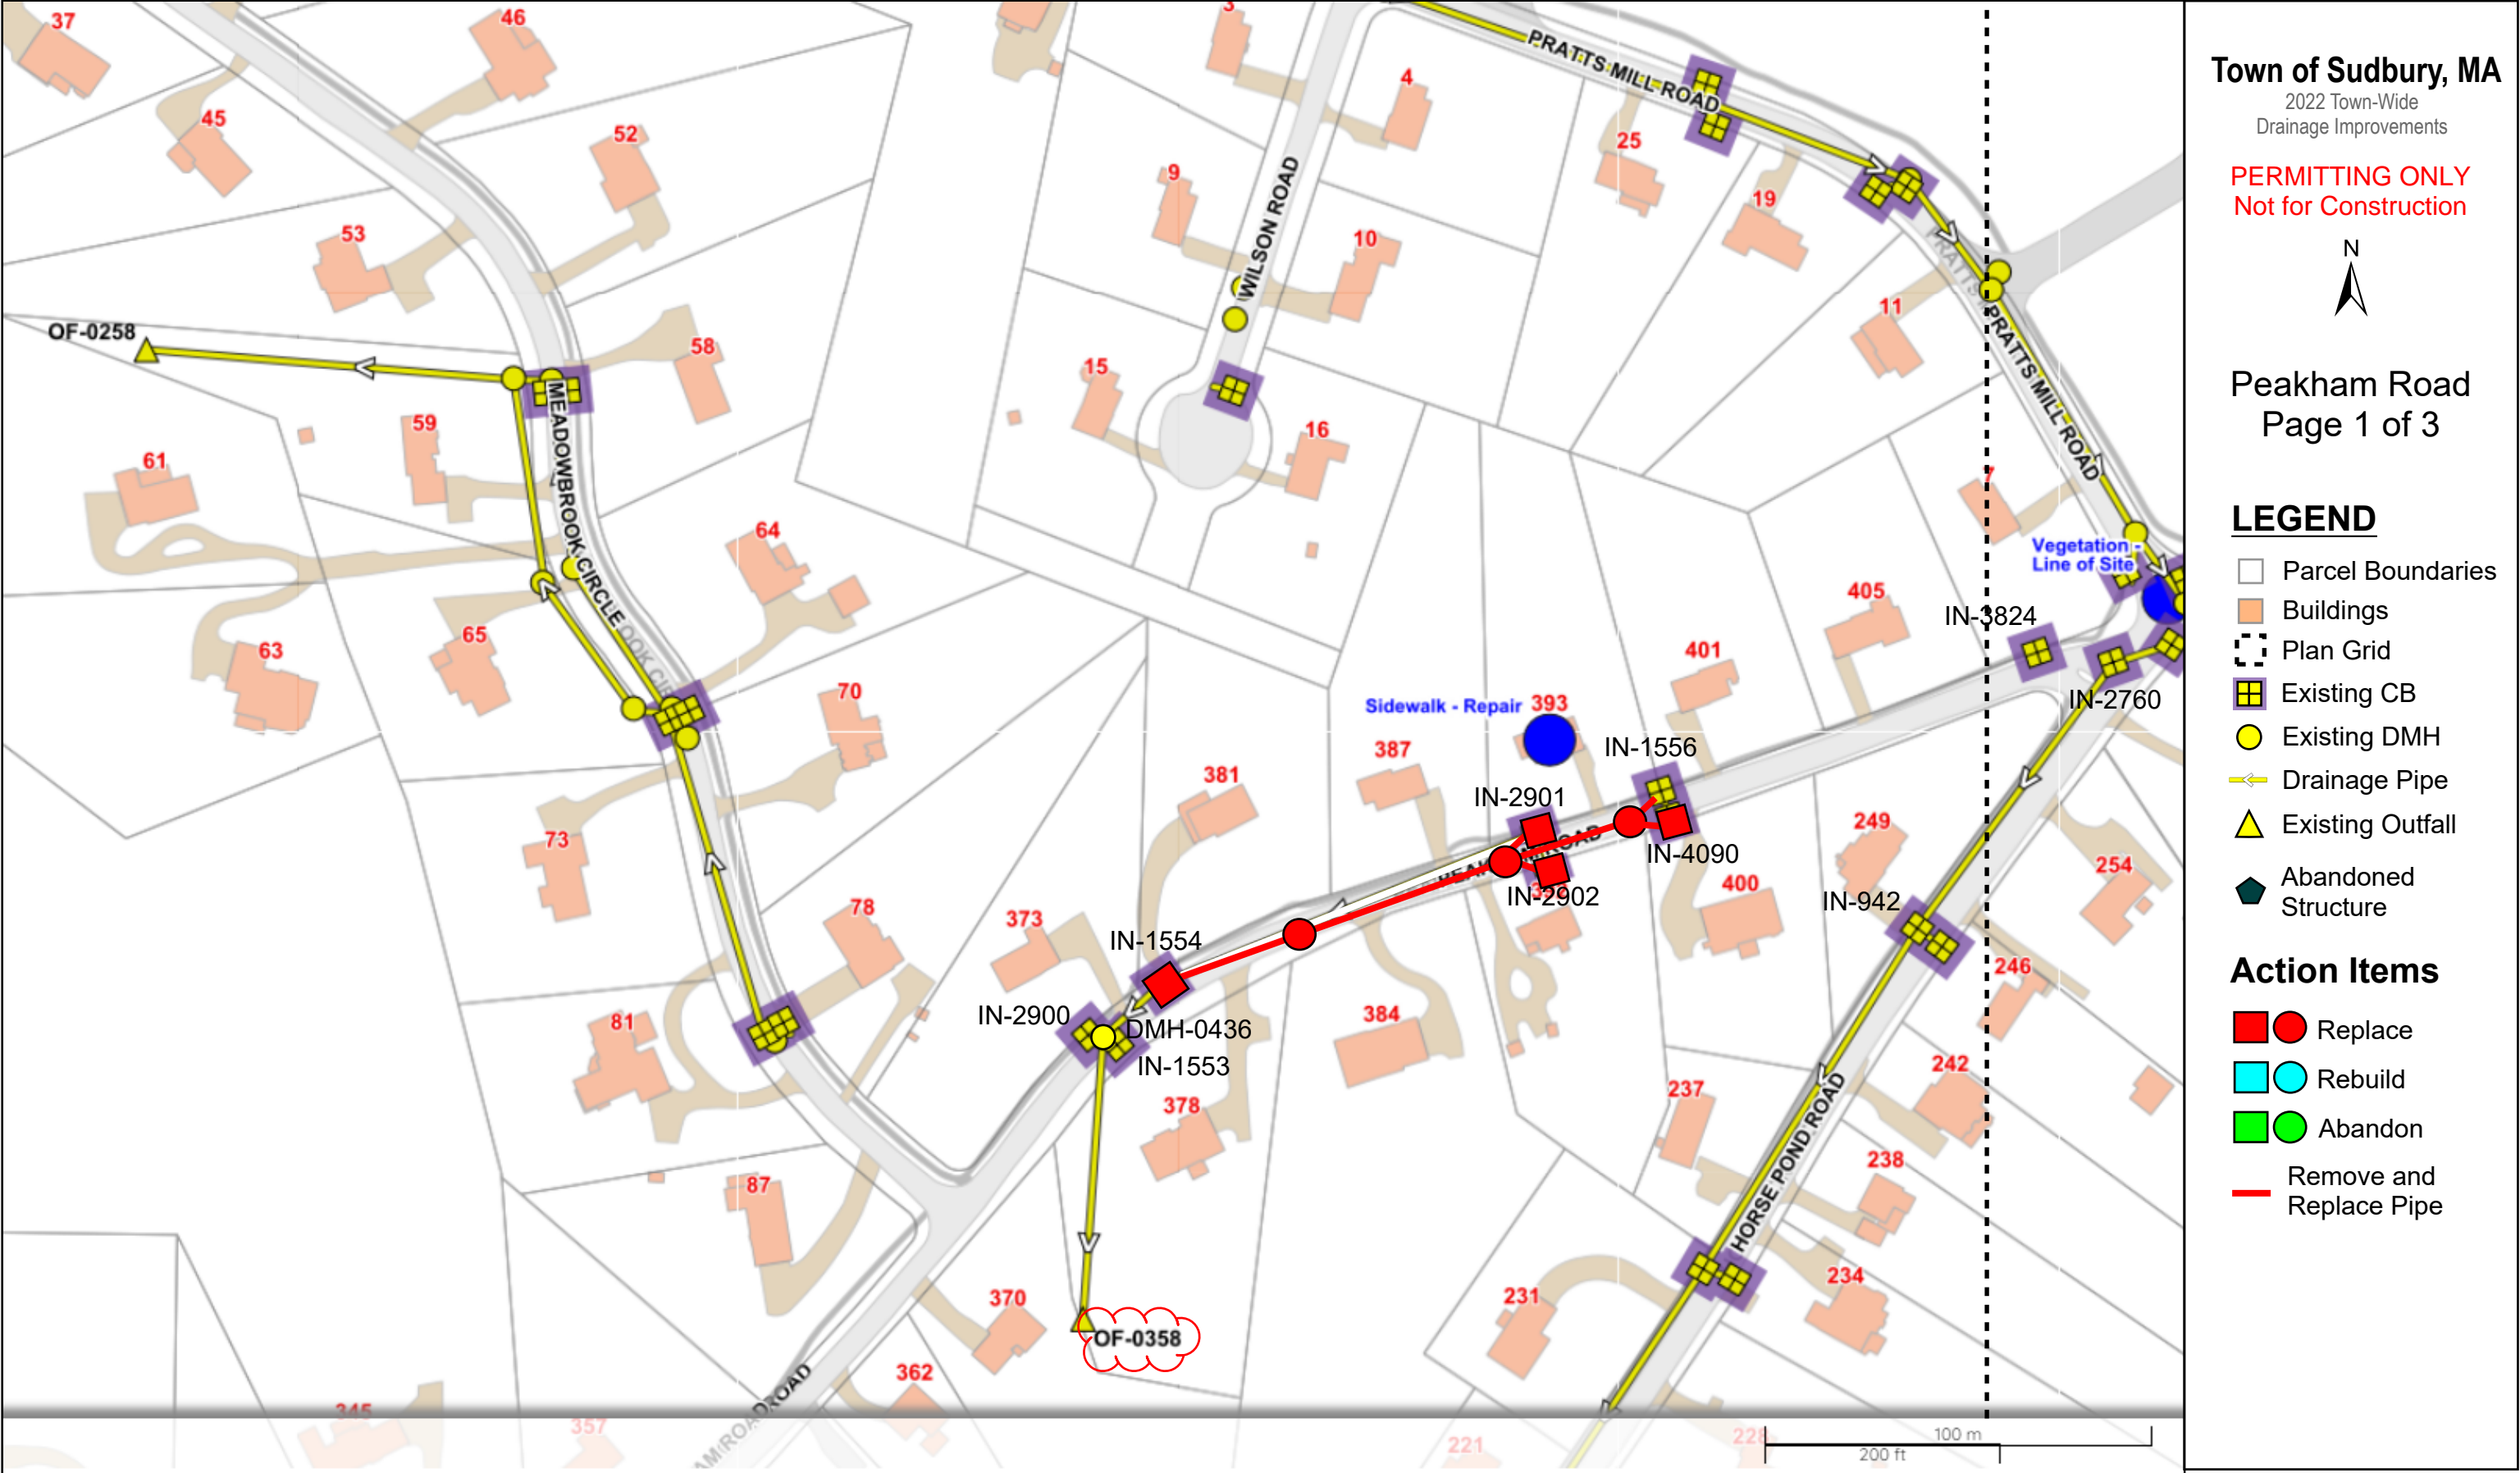 37
46
3
PRATTS MILL ROAD
4
45
52
25
9
WILSON ROAD
19
53
10
11
OF-0258
PRATTS MILL ROAD
58
15
59
16
61
MEADOWBROOK CIRCLE
7
64
Vegetation -
Line of Site
405
IN-3824
65
63
401
70
IN-2760
Sidewalk - Repair
393
IN-1556
387
381
IN-2901
73
249
IN-4090
254
400
IN-2902
IN-942
78
373
IN-1554
246
384
81
IN-2900
DMH-0436
IN-1553
242
237
378
238
87
HORSE POND ROAD
234
231
370
OF-0358
362
345
357
221
228
100 m
200 ft
Town of Sudbury, MA
2022 Town-Wide
Drainage Improvements
PERMITTING ONLY
Not for Construction
N
Peakham Road
Page 1 of 3
LEGEND
Parcel Boundaries
Buildings
Plan Grid
Existing CB
Existing DMH
Drainage Pipe
Existing Outfall
Abandoned
Structure
Action Items
Replace
Rebuild
Abandon
Remove and
Replace Pipe